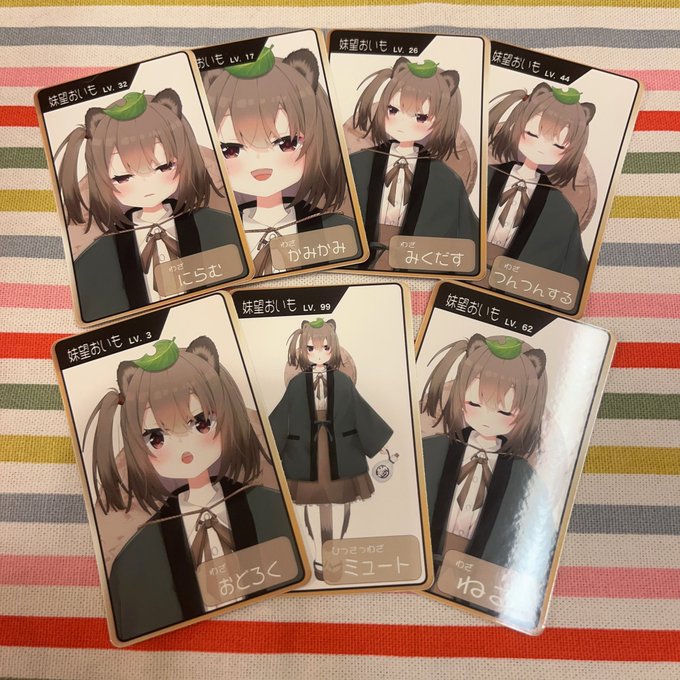 妹望おいも LV. 32
わざ
にらむ
おいも LV. 17
わざ
かみかみ
妹望おいも LV. 26
わざ
みくだす
妹望おいも LV. 44
わざ
つんつんする
妹望おいも LV. 3
わざ
おどろく
妹望おいも LV. 99
ひっさつわざ
ミュート
妹望おいも LV. 62
わざ